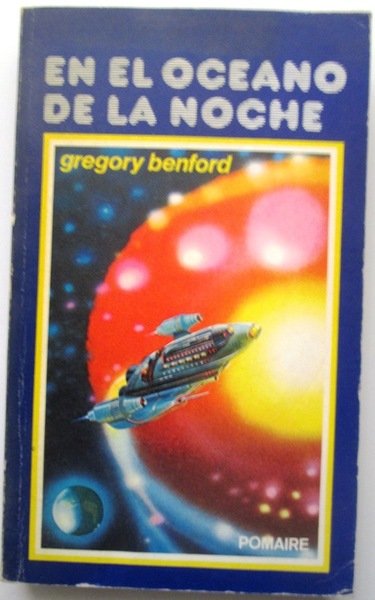 EN EL OCEANO
DE LA NOCHE
gregory benford
POMAIRE